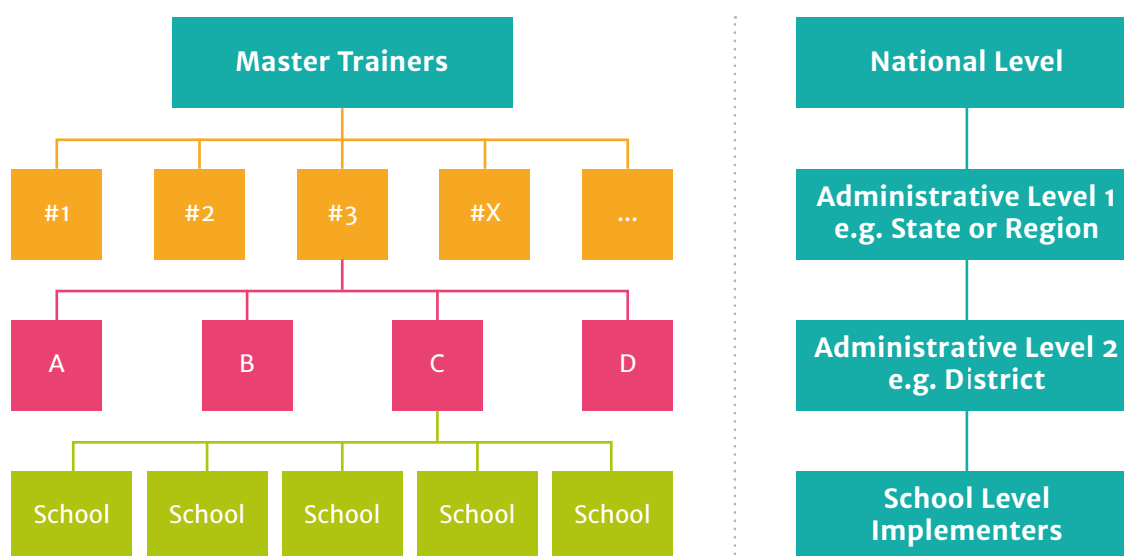 Master Trainers
National Level
#1
#2
#3
#X
...
Administrative Level 1
e.g. State or Region
A
B
C
D
Administrative Level 2
e.g. District
School
School
School
School
School
School Level
Implementers